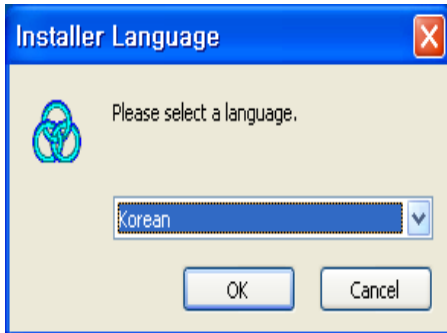 Installer Language
Please select a language.
Korean
OK
Cancel